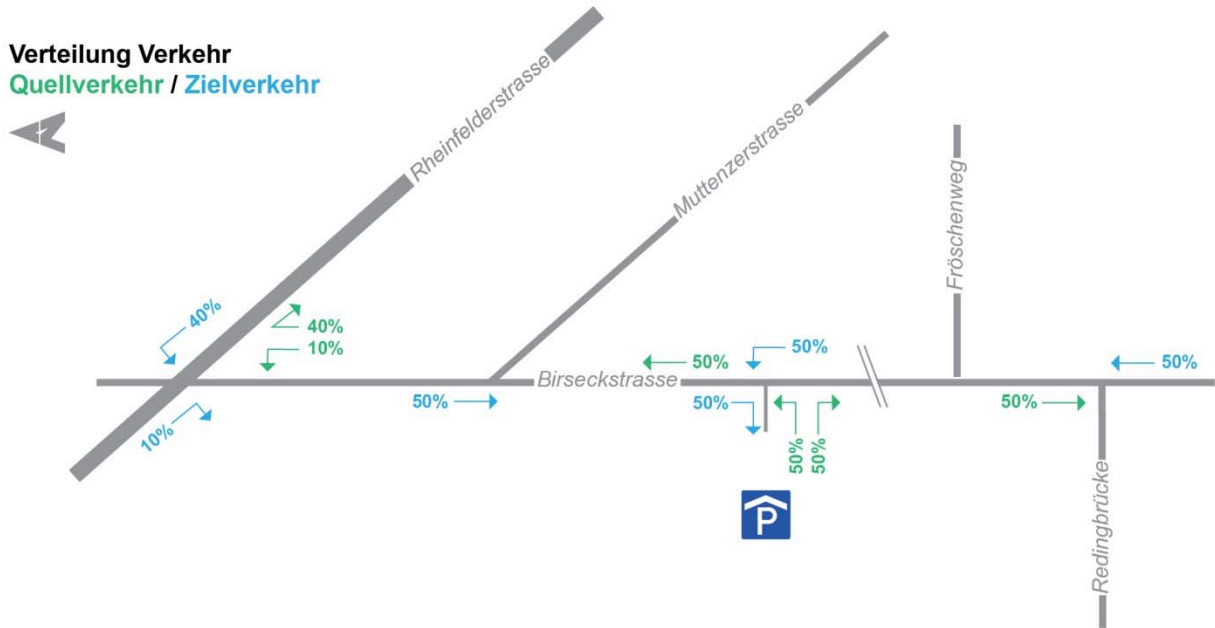 Verteilung Verkehr
Quellverkehr / Zielverkehr
Rheinfelderstrasse
Muttenzerstrasse
Fröschenweg
40%
40%
10%
50%
50%
50%
Birseckstrasse
10%
50%
50%
50%
50%
50%
P
Redingbrücke